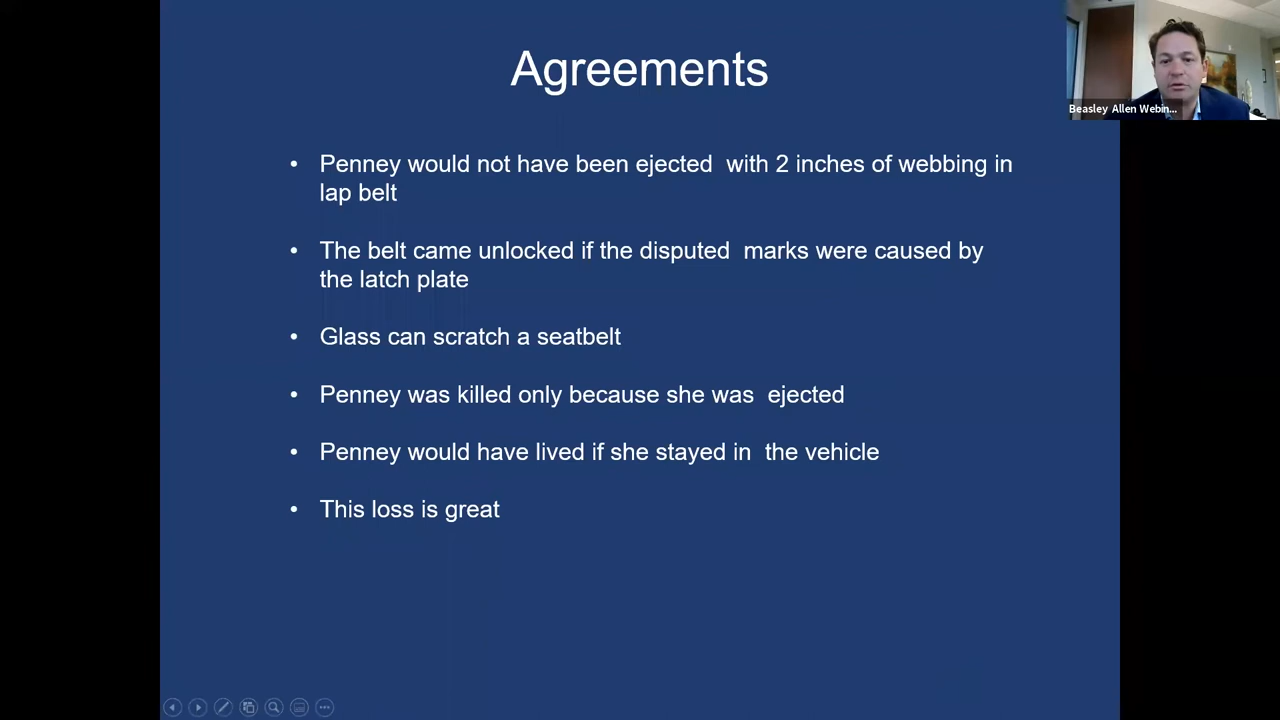 Agreements
Beasley Allen Webin...
• Penney would not have been ejected with 2 inches of webbing in
lap belt
• The belt came unlocked if the disputed marks were caused by
the latch plate
• Glass can scratch a seatbelt
• Penney was killed only because she was ejected
• Penney would have lived if she stayed in the vehicle
• This loss is great